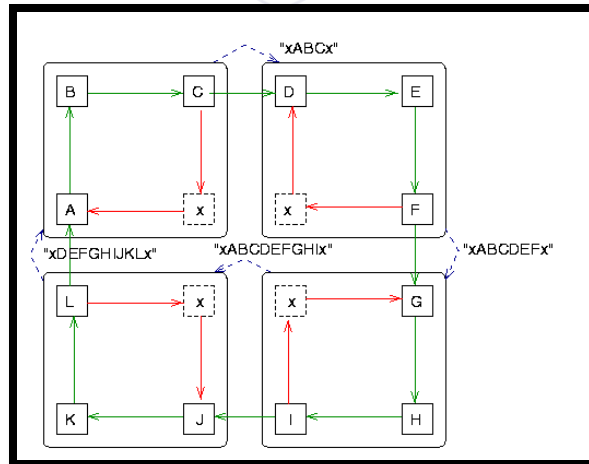 "xABCx"
B C D E
A x x F
"xDEFGHIJKLx" "xABCDEFGHIx" "xABCDEFx"
L x x G
K J I H